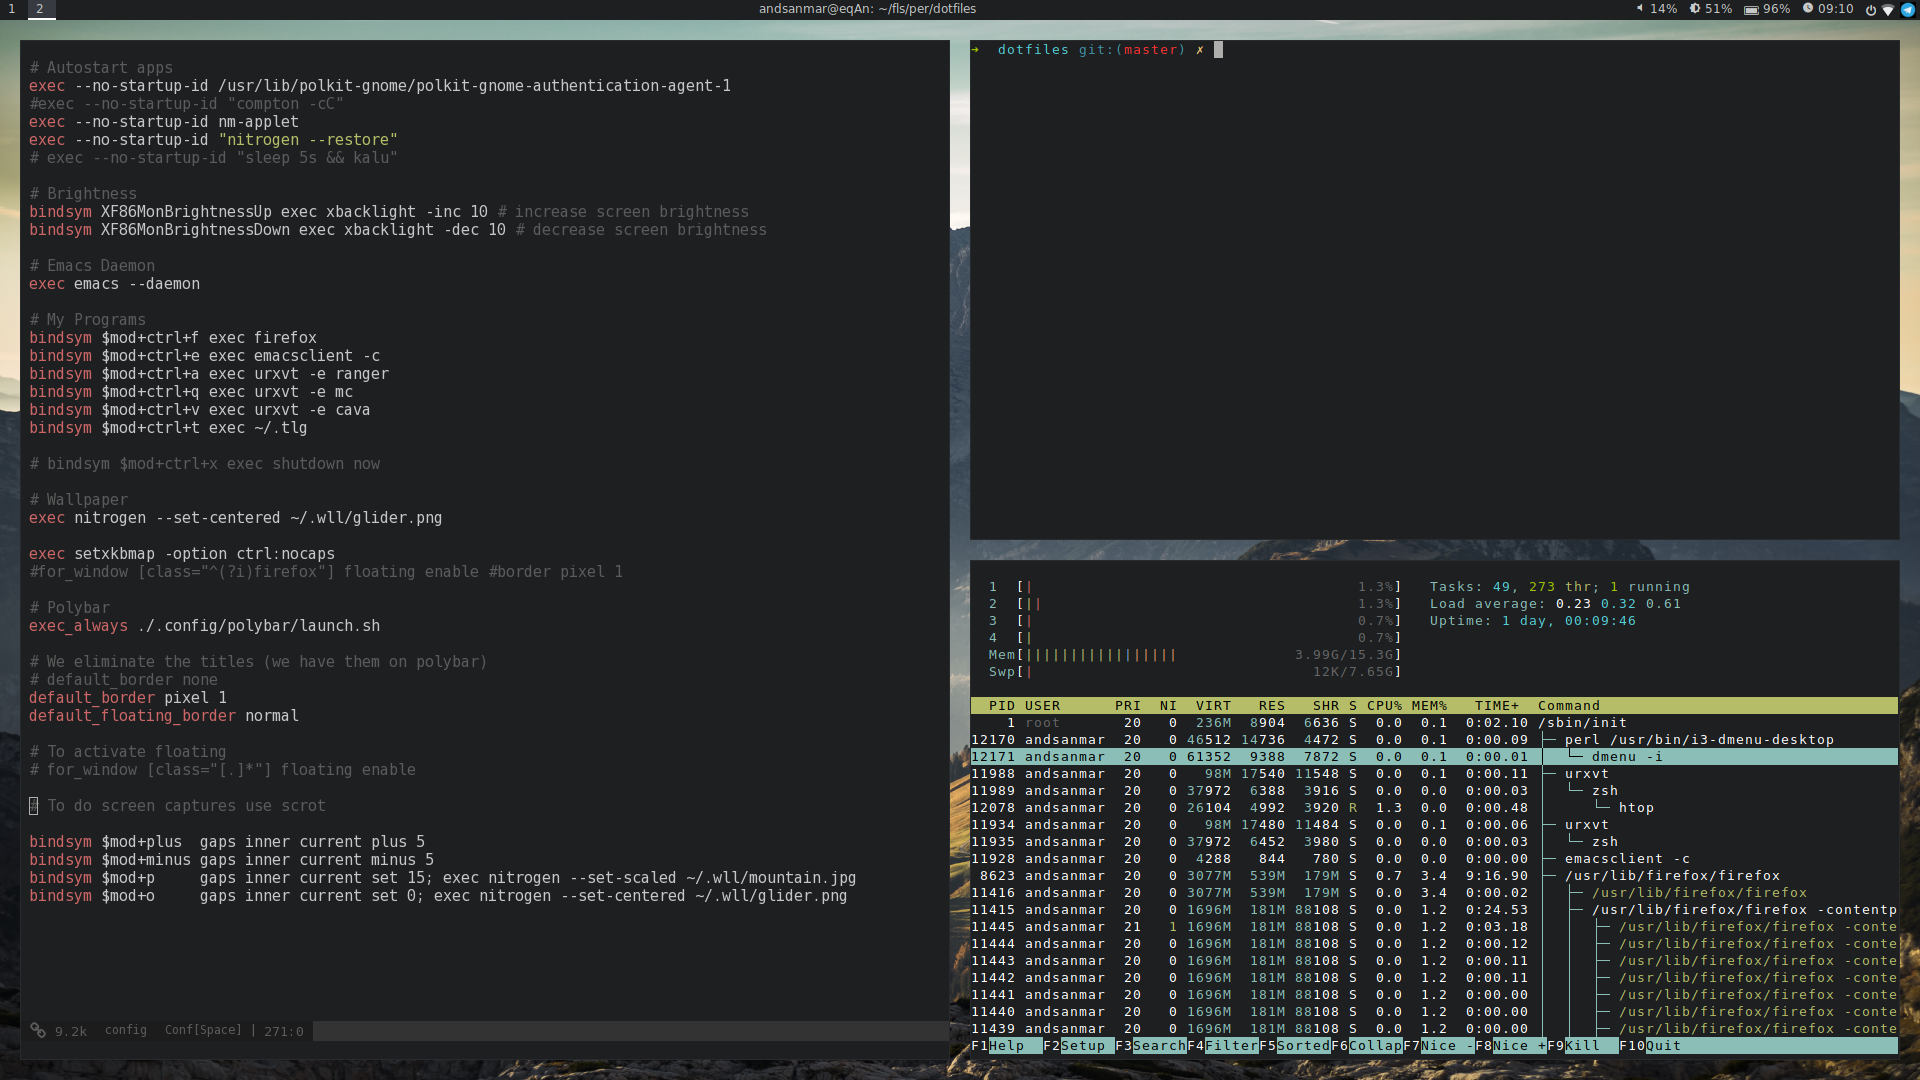 1 2 andsanmar@eqAn: ~/fls/per/dotfiles 14% 51% 96% 09:10
# Autostart apps
exec --no-startup-id /usr/lib/polkit-gnome/polkit-gnome-authentication-agent-1
#exec --no-startup-id "compton -cC"
exec --no-startup-id nm-applet
exec --no-startup-id "nitrogen --restore"
# exec --no-startup-id "sleep 5s && kalu"
# Brightness
bindsym XF86MonBrightnessUp exec xbacklight -inc 10 # increase screen brightness
bindsym XF86MonBrightnessDown exec xbacklight -dec 10 # decrease screen brightness
# Emacs Daemon
exec emacs --daemon
# My Programs
bindsym $mod+ctrl+f exec firefox
bindsym $mod+ctrl+e exec emacsclient -c
bindsym $mod+ctrl+a exec urxvt -e ranger
bindsym $mod+ctrl+q exec urxvt -e mc
bindsym $mod+ctrl+v exec urxvt -e cava
bindsym $mod+ctrl+t exec ~/.tlg
# bindsym $mod+ctrl+x exec shutdown now
# Wallpaper
exec nitrogen --set-centered ~/.wll/glider.png
exec setxkbmap -option ctrl:nocaps
#for_window [class="^(?i)firefox"] floating enable #border pixel 1
# Polybar
exec_always ./.config/polybar/launch.sh
# We eliminate the titles (we have them on polybar)
# default_border none
default_border pixel 1
default_floating_border normal
# To activate floating
# for_window [class="[.]*"] floating enable
# To do screen captures use scrot
bindsym $mod+plus  gaps inner current plus 5
bindsym $mod+minus gaps inner current minus 5
bindsym $mod+p     gaps inner current set 15; exec nitrogen --set-scaled ~/.wll/mountain.jpg
bindsym $mod+o     gaps inner current set 0; exec nitrogen --set-centered ~/.wll/glider.png
9.2k config Conf[Space] | 271:0
➜ dotfiles git:(master) ✗
1 [| 1.3%] Tasks: 49, 273 thr; 1 running
2 [|| 1.3%] Load average: 0.23 0.32 0.61
3 [| 0.7%] Uptime: 1 day, 00:09:46
4 [| 0.7%]
Mem[||||||||||||||||| 3.99G/15.3G]
Swp[| 12K/7.65G]
PID USER PRI NI VIRT RES SHR S CPU% MEM% TIME+ Command
1 root 20 0 236M 8904 6636 S 0.0 0.1 0:02.10 /sbin/init
12170 andsanmar 20 0 46512 14736 4472 S 0.0 0.1 0:00.09 ├─ perl /usr/bin/i3-dmenu-desktop
12171 andsanmar 20 0 61352 9388 7872 S 0.0 0.1 0:00.01 │ └─ dmenu -i
11988 andsanmar 20 0 98M 17540 11548 S 0.0 0.1 0:00.11 ├─ urxvt
11989 andsanmar 20 0 37972 6388 3916 S 0.0 0.0 0:00.03 │ └─ zsh
12078 andsanmar 20 0 26104 4992 3920 R 1.3 0.0 0:00.48 │ └─ htop
11934 andsanmar 20 0 98M 17480 11484 S 0.0 0.1 0:00.06 ├─ urxvt
11935 andsanmar 20 0 37972 6452 3980 S 0.0 0.0 0:00.03 │ └─ zsh
11928 andsanmar 20 0 4288 844 780 S 0.0 0.0 0:00.00 ├─ emacsclient -c
8623 andsanmar 20 0 3077M 539M 179M S 0.7 3.4 9:16.90 ├─ /usr/lib/firefox/firefox
11416 andsanmar 20 0 3077M 539M 179M S 0.0 3.4 0:00.02 │ ├─ /usr/lib/firefox/firefox
11415 andsanmar 20 0 1696M 181M 88108 S 0.0 1.2 0:24.53 │ ├─ /usr/lib/firefox/firefox -contentp
11445 andsanmar 21 1 1696M 181M 88108 S 0.0 1.2 0:03.18 │ │ ├─ /usr/lib/firefox/firefox -conte
11444 andsanmar 20 0 1696M 181M 88108 S 0.0 1.2 0:00.12 │ │ ├─ /usr/lib/firefox/firefox -conte
11443 andsanmar 20 0 1696M 181M 88108 S 0.0 1.2 0:00.11 │ │ ├─ /usr/lib/firefox/firefox -conte
11442 andsanmar 20 0 1696M 181M 88108 S 0.0 1.2 0:00.11 │ │ ├─ /usr/lib/firefox/firefox -conte
11441 andsanmar 20 0 1696M 181M 88108 S 0.0 1.2 0:00.00 │ │ ├─ /usr/lib/firefox/firefox -conte
11440 andsanmar 20 0 1696M 181M 88108 S 0.0 1.2 0:00.00 │ │ ├─ /usr/lib/firefox/firefox -conte
11439 andsanmar 20 0 1696M 181M 88108 S 0.0 1.2 0:00.00 │ │ ├─ /usr/lib/firefox/firefox -conte
F1Help F2Setup F3SearchF4FilterF5SortedF6CollapF7Nice -F8Nice +F9Kill F10Quit